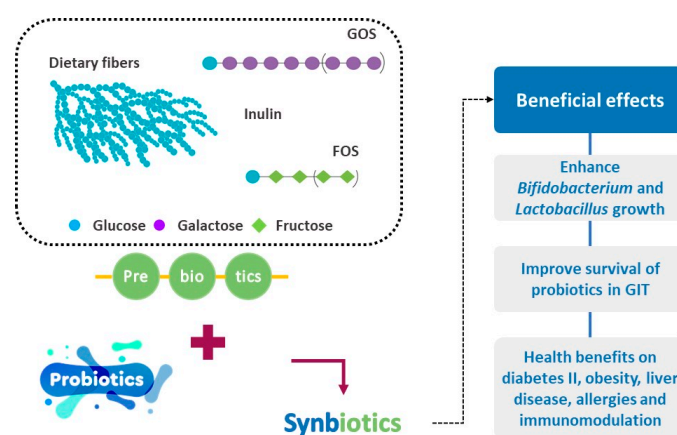 GOS
Dietary fibers
Inulin
FOS
Glucose
Galactose
Fructose
Pre
bio
tics
Probiotics
Synbiotics
Beneficial effects
Enhance
Bifidobacterium and
Lactobacillus growth
Improve survival of
probiotics in GIT
Health benefits on
diabetes II, obesity, liver
disease, allergies and
immunomodulation